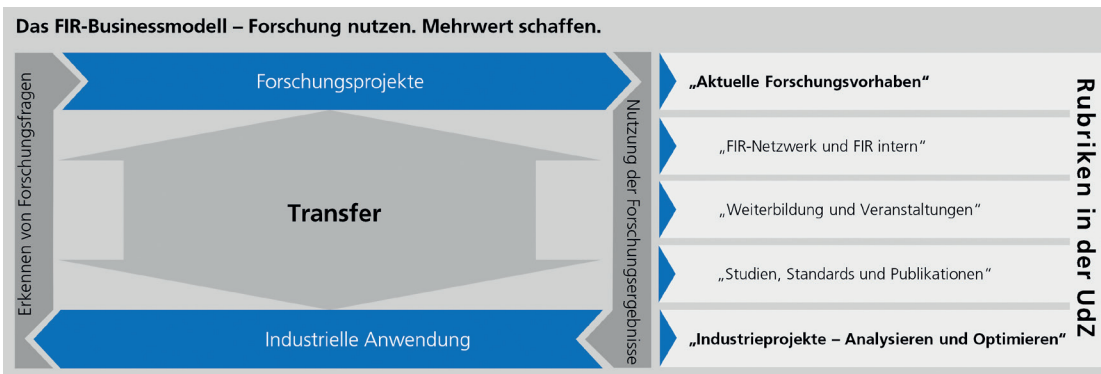 Das FIR-Businessmodell – Forschung nutzen. Mehrwert schaffen.
Erkennen von Forschungsfragen
Forschungsprojekte
Transfer
Industrielle Anwendung
Nutzung der Forschungsergebnisse
„Aktuelle Forschungsvorhaben“
„FIR-Netzwerk und FIR intern“
„Weiterbildung und Veranstaltungen“
„Studien, Standards und Publikationen“
„Industrieprojekte – Analysieren und Optimieren“
Rubriken in der UdZ